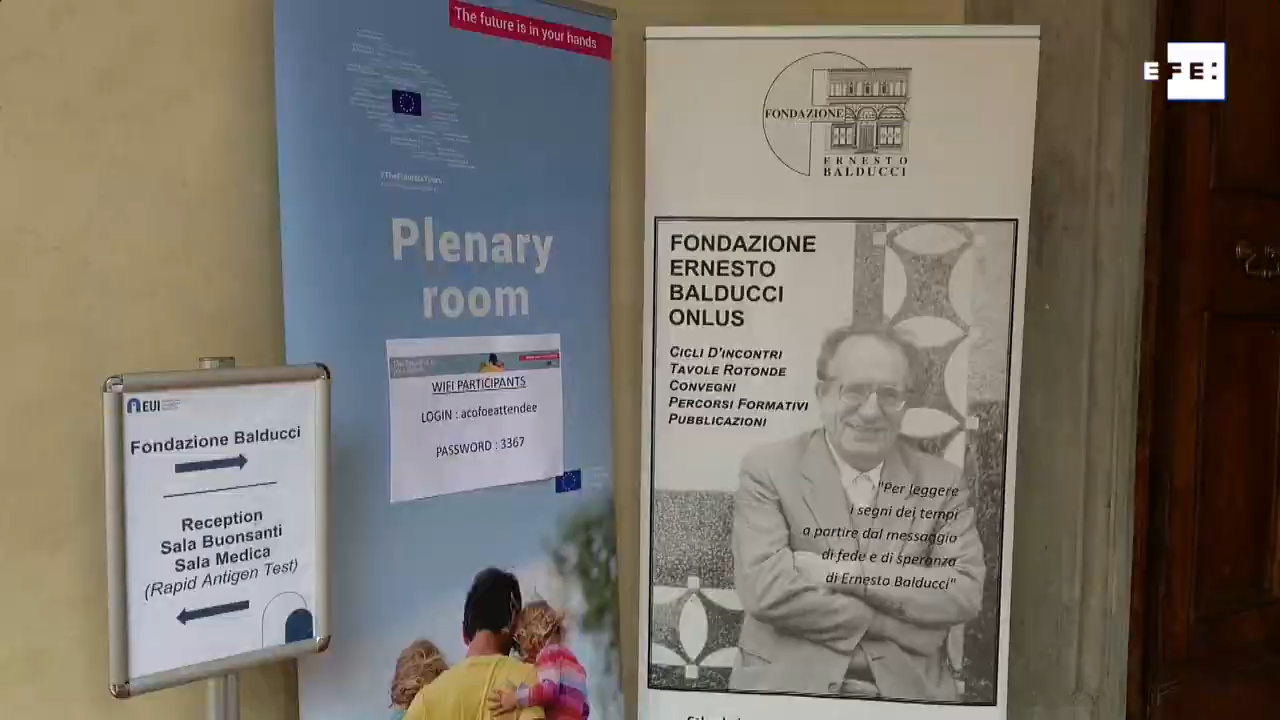 The future is in your hands
Plenary
room
WIFI PARTICIPANTS
LOGIN : acofoeattendee
PASSWORD : 3367
EUI
Fondazione Balducci
Reception
Sala Buonsanti
Sala Medica
(Rapid Antigen Test)
FONDAZIONE
ERNESTO
BALDUCCI
FONDAZIONE
ERNESTO
BALDUCCI
ONLUS
CICLI D'INCONTRI
TAVOLE ROTONDE
CONVEGNI
PERCORSI FORMATIVI
PUBBLICAZIONI
"Per leggere
i segni dei tempi
a partire dal messaggio
di fede e di speranza
di Ernesto Balducci"
EFE: